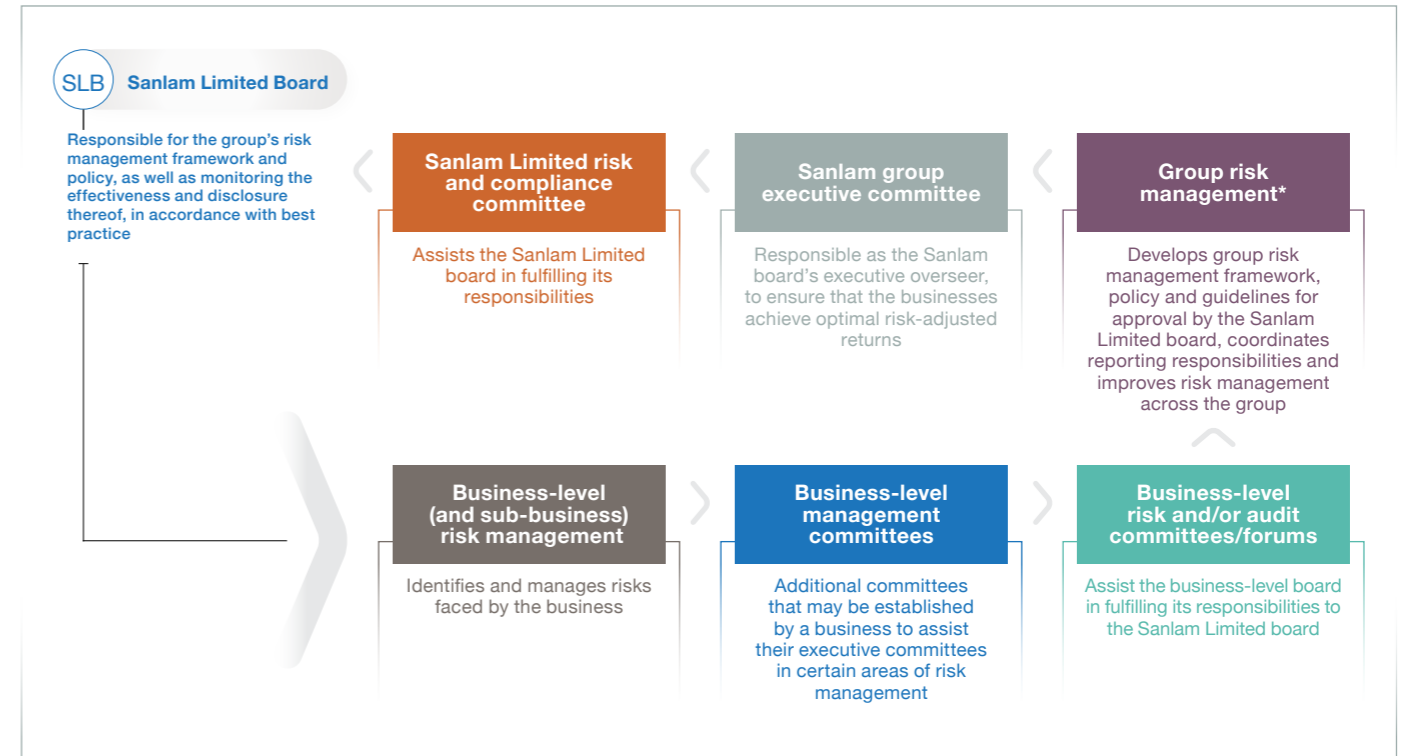 SLB
Sanlam Limited Board
Responsible for the group's risk
management framework and
policy, as well as monitoring the
effectiveness and disclosure
thereof, in accordance with best
practice
Sanlam Limited risk
and compliance
committee
Assists the Sanlam Limited
board in fulfilling its
responsibilities
Sanlam group
executive committee
Responsible as the Sanlam
board's executive overseer,
to ensure that the businesses
achieve optimal risk-adjusted
returns
Group risk
management*
Develops group risk
management framework,
policy and guidelines for
approval by the Sanlam
Limited board, coordinates
reporting responsibilities and
improves risk management
across the group
Business-level
(and sub-business)
risk management
Identifies and manages risks
faced by the business
Business-level
management
committees
Additional committees
that may be established
by a business to assist
their executive committees
in certain areas of risk
management
Business-level
risk and/or audit
committees/forums
Assist the business-level board
in fulfilling its responsibilities to
the Sanlam Limited board